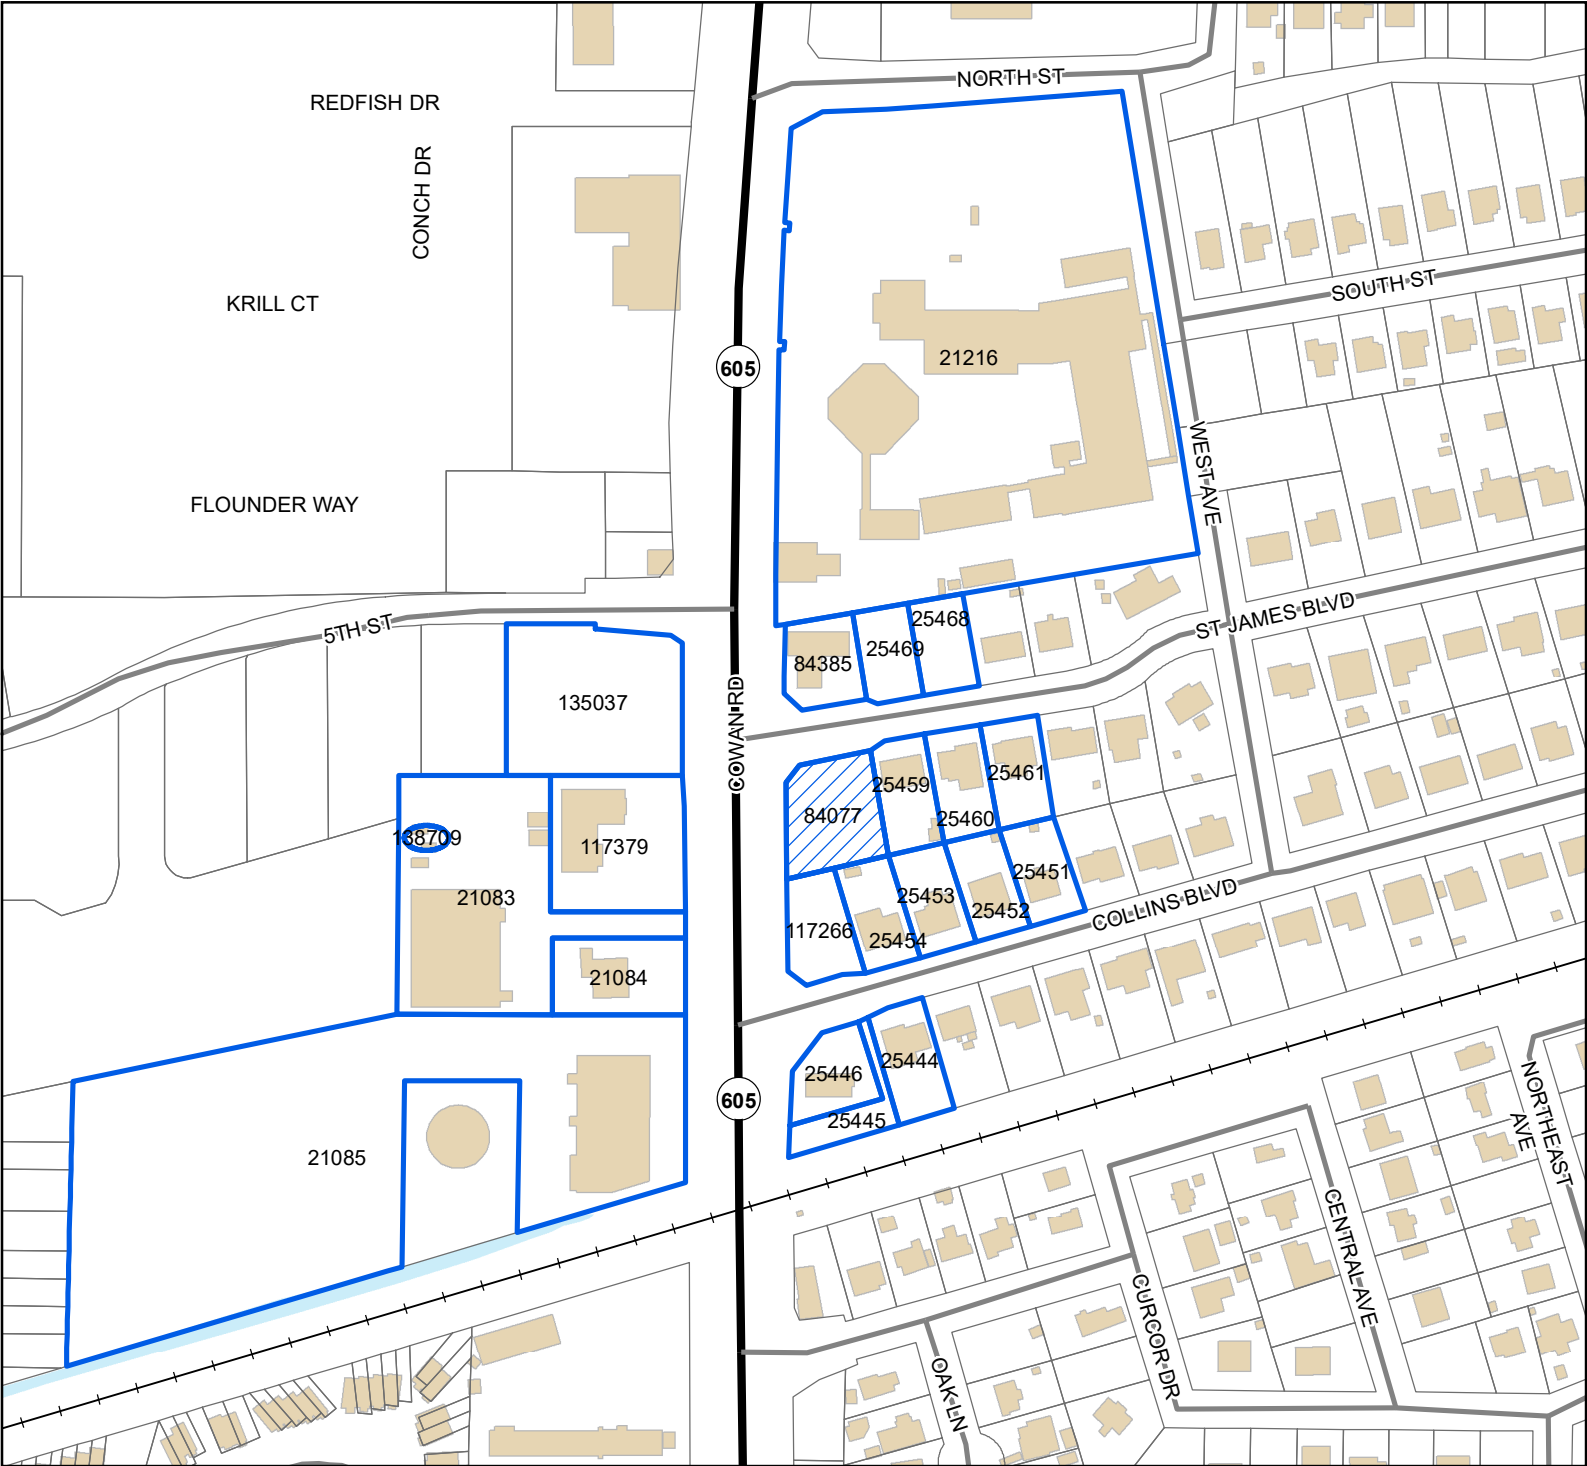 NORTH ST
REDFISH DR
CONCH DR
SOUTH ST
KRILL CT
605
21216
WEST AVE
FLOUNDER WAY
5TH ST
ST JAMES BLVD
25468
25469
84385
135037
COWAN RD
25459
25461
84077
25460
138709
117379
25451
21083
25453
25452
COLLINS BLVD
117266
25454
21084
25444
25446
605
25445
NORTHEAST
AVE
21085
CENTRAL AVE
CURCOR DR
OAK LN